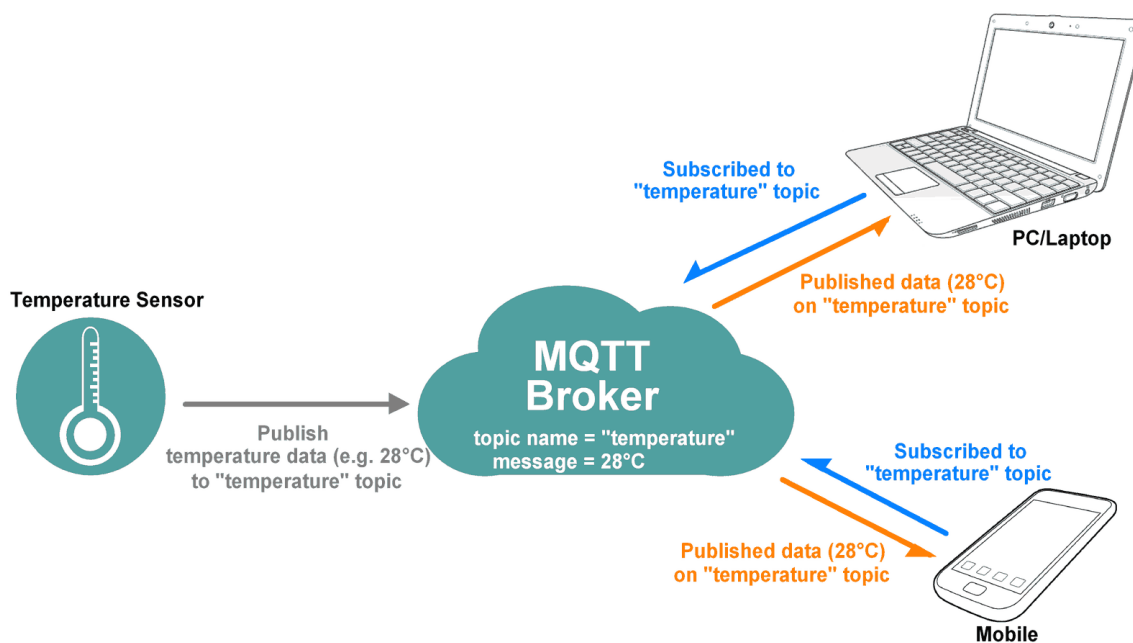 Subscribed to
"temperature" topic
PC/Laptop
Published data (28°C)
on "temperature" topic
Temperature Sensor
MQTT
Broker
topic name = "temperature"
message = 28°C
Publish
temperature data (e.g. 28°C)
to "temperature" topic
Subscribed to
"temperature" topic
Published data (28°C)
on "temperature" topic
Mobile